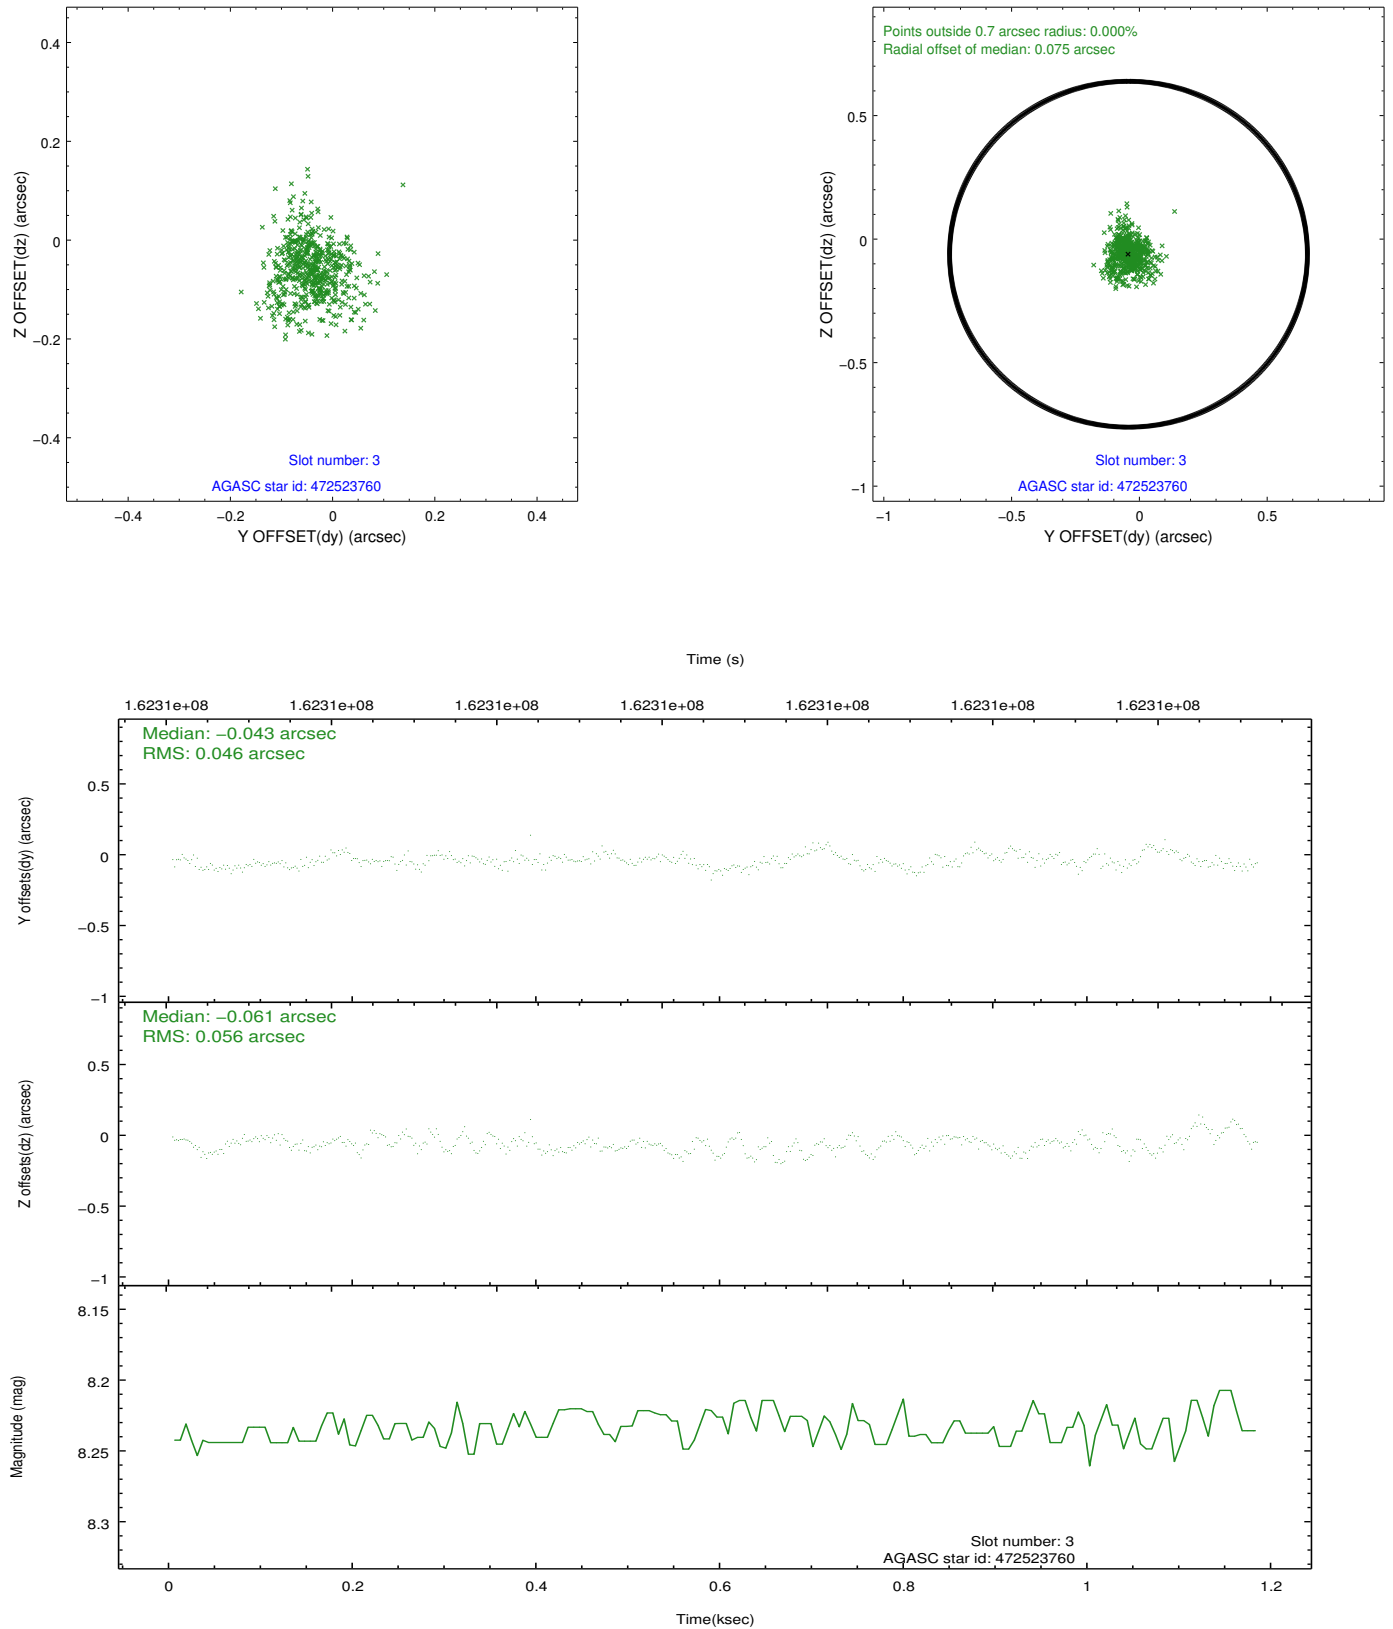 0.4
0.2
0
−0.2
−0.4
Z OFFSET(dz) (arcsec)
Slot number: 3
AGASC star id: 472523760
−0.4
−0.2
0
0.2
0.4
Y OFFSET(dy) (arcsec)
Points outside 0.7 arcsec radius: 0.000%
Radial offset of median: 0.075 arcsec
0.5
0
−0.5
−1
Z OFFSET(dz) (arcsec)
Slot number: 3
AGASC star id: 472523760
−1
−0.5
0
0.5
Y OFFSET(dy) (arcsec)
Time (s)
1.6231e+08
1.6231e+08
1.6231e+08
1.6231e+08
1.6231e+08
1.6231e+08
1.6231e+08
Median: −0.043 arcsec
RMS: 0.046 arcsec
0.5
0
−0.5
−1
Y offsets(dy) (arcsec)
Median: −0.061 arcsec
RMS: 0.056 arcsec
0.5
0
−0.5
−1
Z offsets(dz) (arcsec)
8.15
8.2
8.25
8.3
Magnitude (mag)
Slot number: 3
AGASC star id: 472523760
0
0.2
0.4
0.6
0.8
1
1.2
Time(ksec)